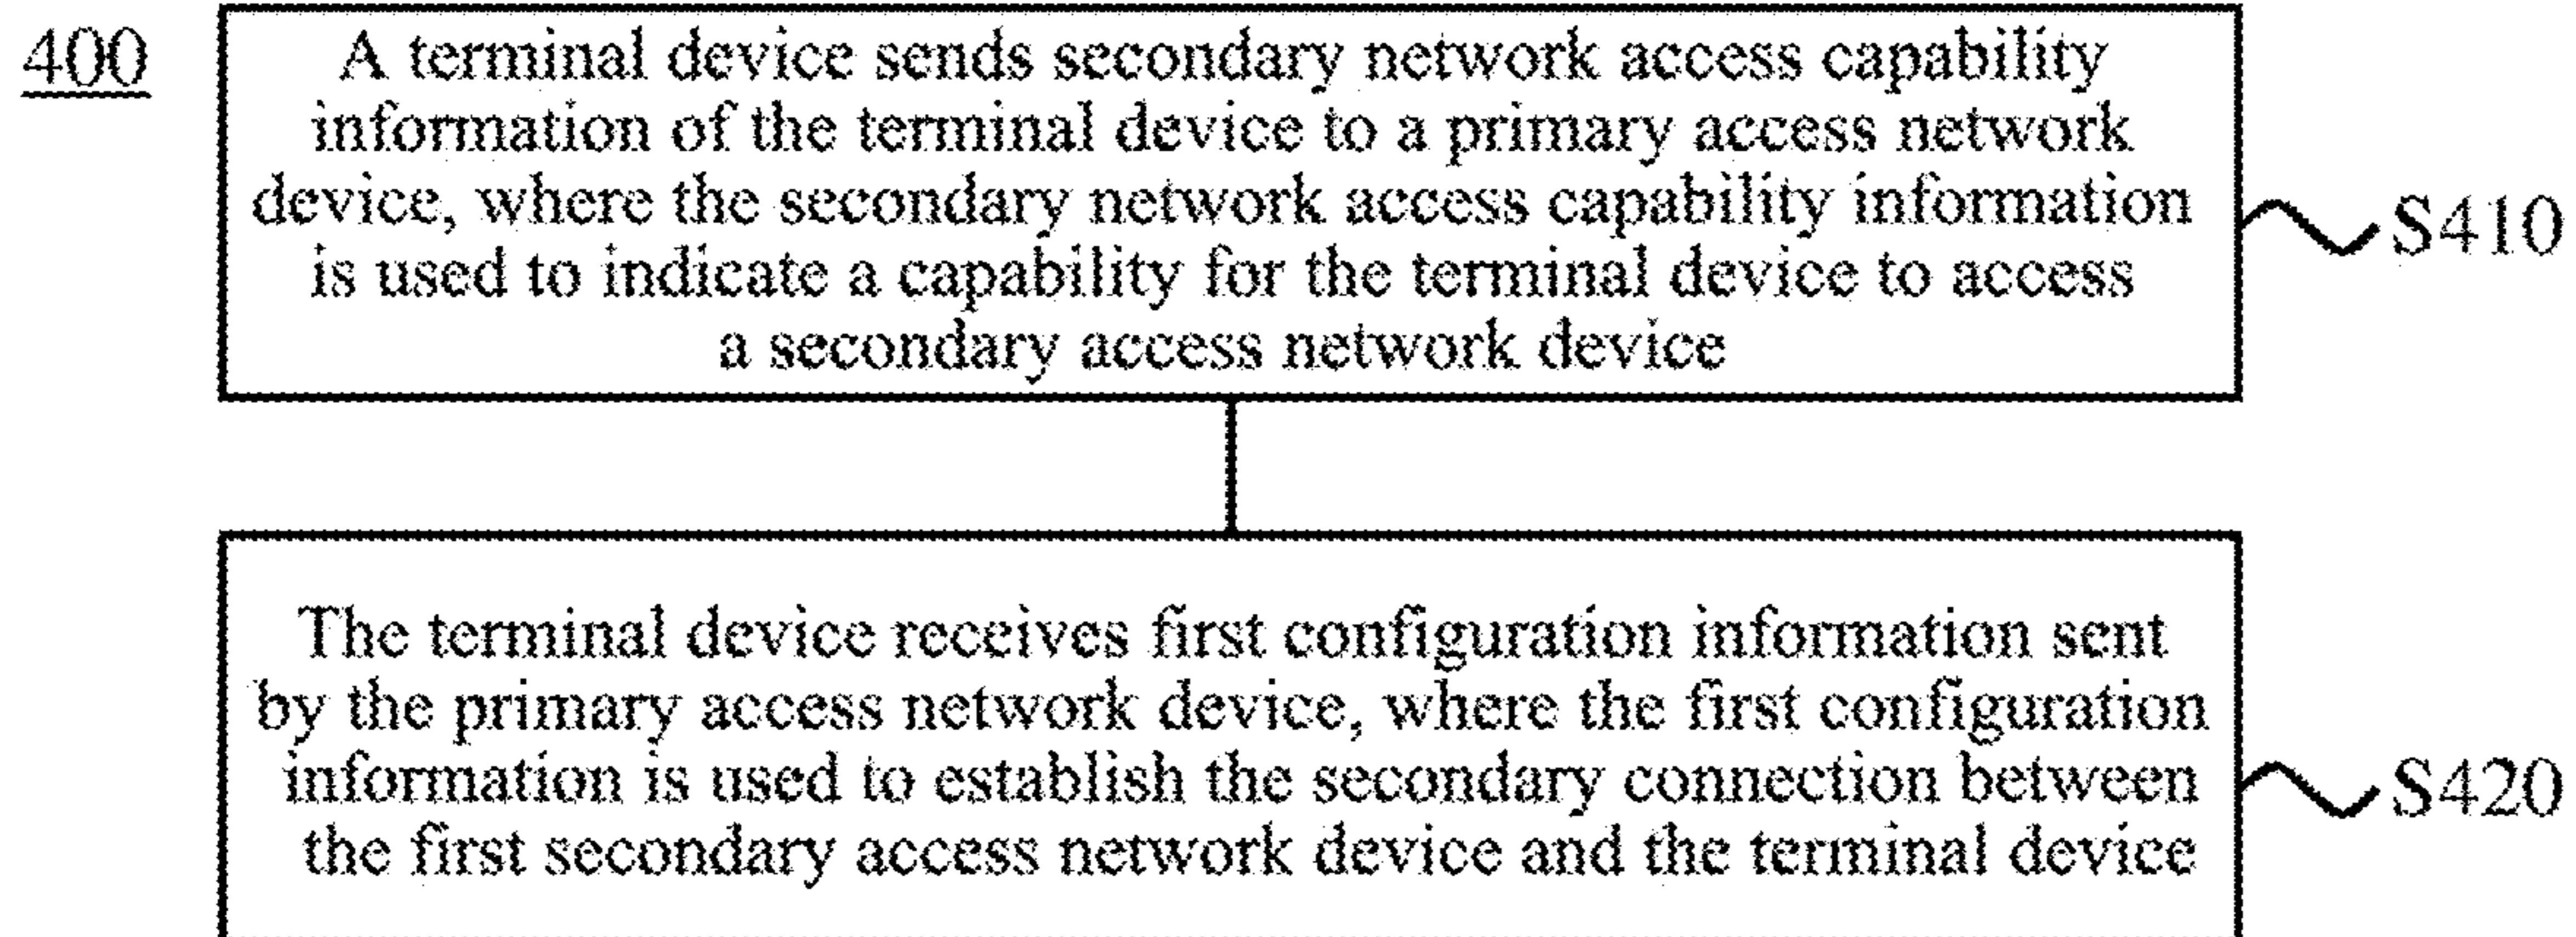 400
A terminal device sends secondary network access capability
information of the terminal device to a primary access network
device, where the secondary network access capability information
is used to indicate a capability for the terminal device to access
a secondary access network device
S410
The terminal device receives first configuration information sent
by the primary access network device, where the first configuration
information is used to establish the secondary connection between
the first secondary access network device and the terminal device
S420